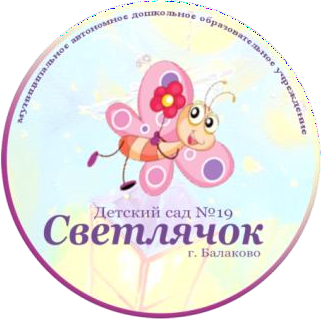 муниципальное автономное дошкольное образовательное учреждение
Детский сад №19
Светлячок
г. Балаково